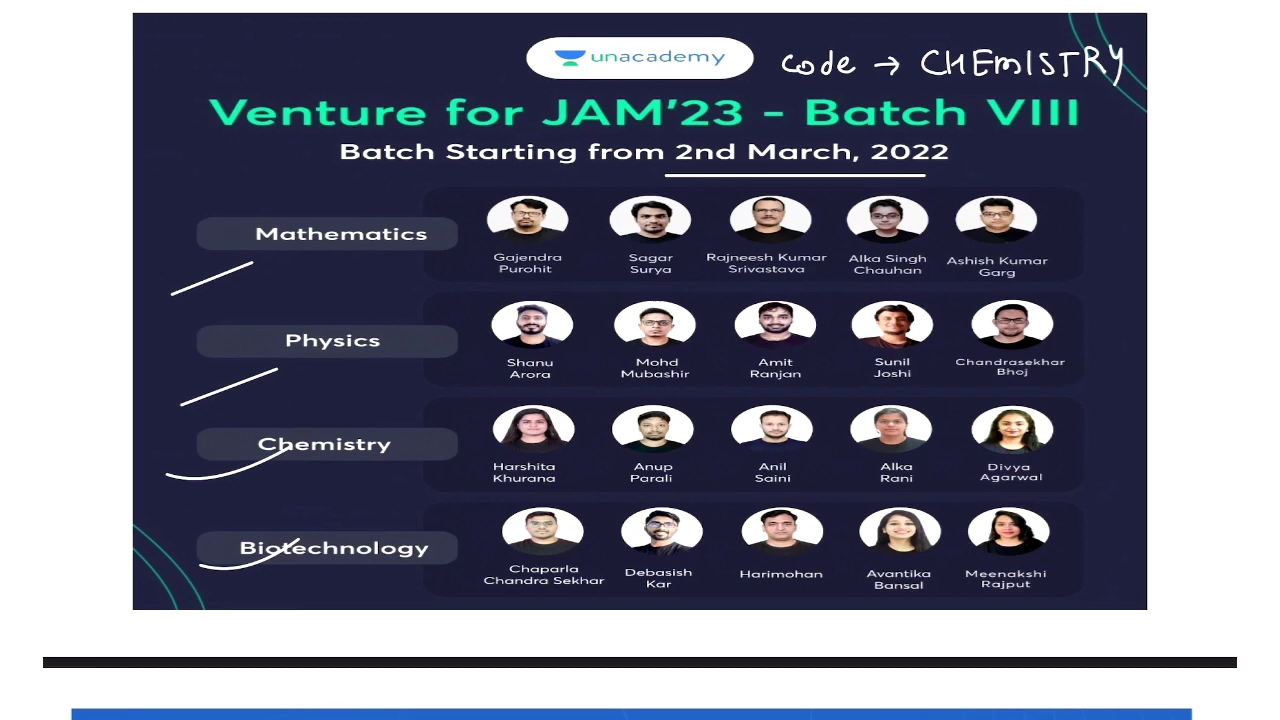 unacademy code → CHEMISTRY
Venture for JAM'23 - Batch VIII
Batch Starting from 2nd March, 2022
Mathematics
Gajendra Purohit
Sagar Surya
Rajneesh Kumar Srivastava
Alka Singh Chauhan
Ashish Kumar Garg
Physics
Shanu Arora
Mohd Mubashir
Amit Ranjan
Sunil Joshi
Chandrasekhar Bhoj
Chemistry
Harshita Khurana
Anup Parali
Anil Saini
Alka Rani
Divya Agarwal
Biotechnology
Chaparla Chandra Sekhar
Debasish Kar
Harimohan
Avantika Bansal
Meenakshi Rajput